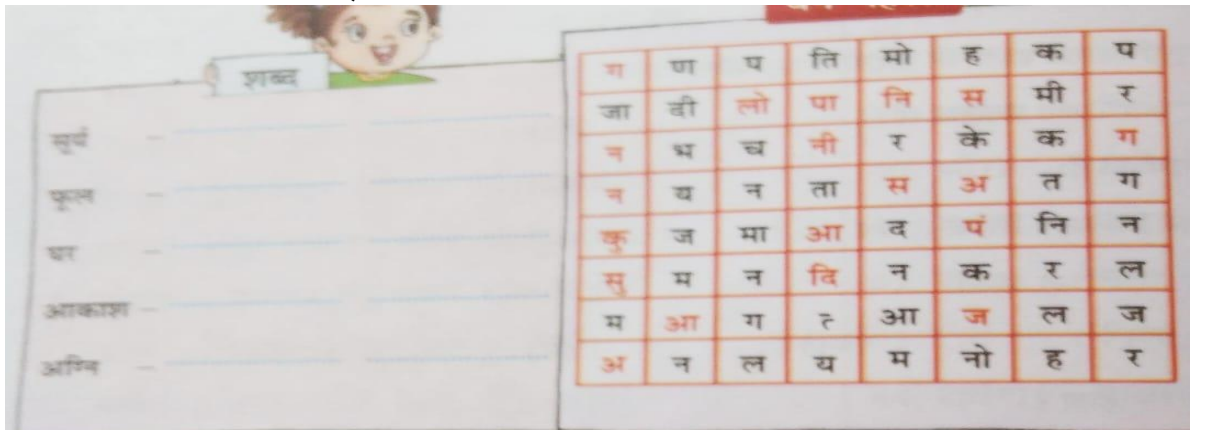 शब्द
सूर्य –
फूल –
घर –
आकाश –
अग्नि –
ग ण प ति मो ह क प
जा दी लो पा नि स मी र
न भ च नी र के क ग
न य न ता स अ त ग
कु ज मा आ द पं नि न
सु म न दि न क र ल
म आ ग त् आ ज ल ज
अ न ल य म नो ह र